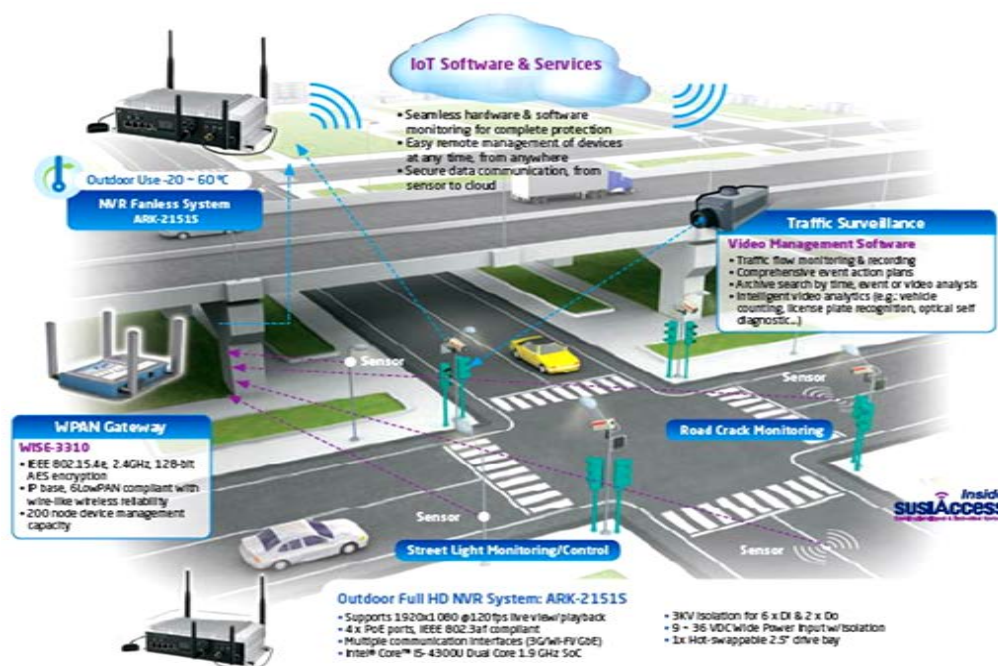 IoT Software & Services
• Seamless hardware & software
monitoring for complete protection
• Easy remote management of devices
at any time, from anywhere
• Secure data communication, from
sensor to cloud
Outdoor Use -20 ~ 60 ℃
NVR Fanless System
ARK-2151S
Traffic Surveillance
Video Management Software
• Traffic flow monitoring & recording
• Comprehensive event action plans
• Archive search by time, event or video analysis
• Intelligent video analytics (e.g.: vehicle
counting, license plate recognition, optical self
diagnostic...)
Sensor
Sensor
WPAN Gateway
WISE-3310
• IEEE 802.15.4e, 2.4GHz, 128-bit
AES encryption
• IP base, 6LowPAN compliant with
wire-like wireless reliability
• 200 node device management
capacity
Road Crack Monitoring
Inside
SUSIAccess
Sensor
Sensor
Street Light Monitoring/Control
Outdoor Full HD NVR System: ARK-2151S
• Supports 1920x1080 @120fps live view/playback
• 4 x PoE ports, IEEE 802.3af compliant
• Multiple communication interfaces (3G/Wi-Fi/GbE)
• Intel® Core™ i5-4300U Dual Core 1.9 GHz SoC
• 3KV isolation for 6 x DI & 2 x Do
• 9 ~ 36 VDC Wide Power Input w/Isolation
• 1x Hot-swappable 2.5" drive bay